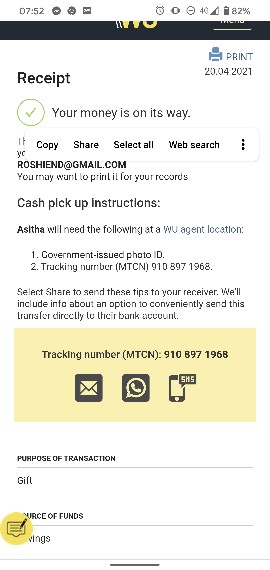 07:52
4G
82%
WU
Menu
PRINT
20.04.2021
Receipt
Your money is on its way.
Copy Share Select all Web search
ROSHIEND@GMAIL.COM
You may want to print it for your records
Cash pick up instructions:
Asitha will need the following at a WU agent location:
1. Government-issued photo ID.
2. Tracking number (MTCN) 910 897 1968.
Select Share to send these tips to your receiver. We'll
include info about an option to conveniently send this
transfer directly to their bank account.
Tracking number (MTCN): 910 897 1968
SMS
PURPOSE OF TRANSACTION
Gift
OF FUNDS